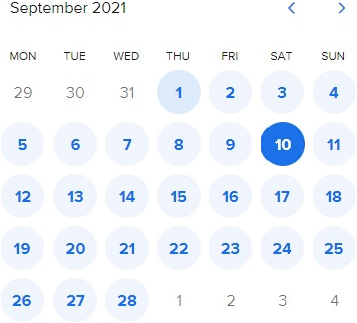 September 2021
MON TUE WED THU FRI SAT SUN
29 30 31 1 2 3 4
5 6 7 8 9 10 11
12 13 14 15 16 17 18
19 20 21 22 23 24 25
26 27 28 1 2 3 4